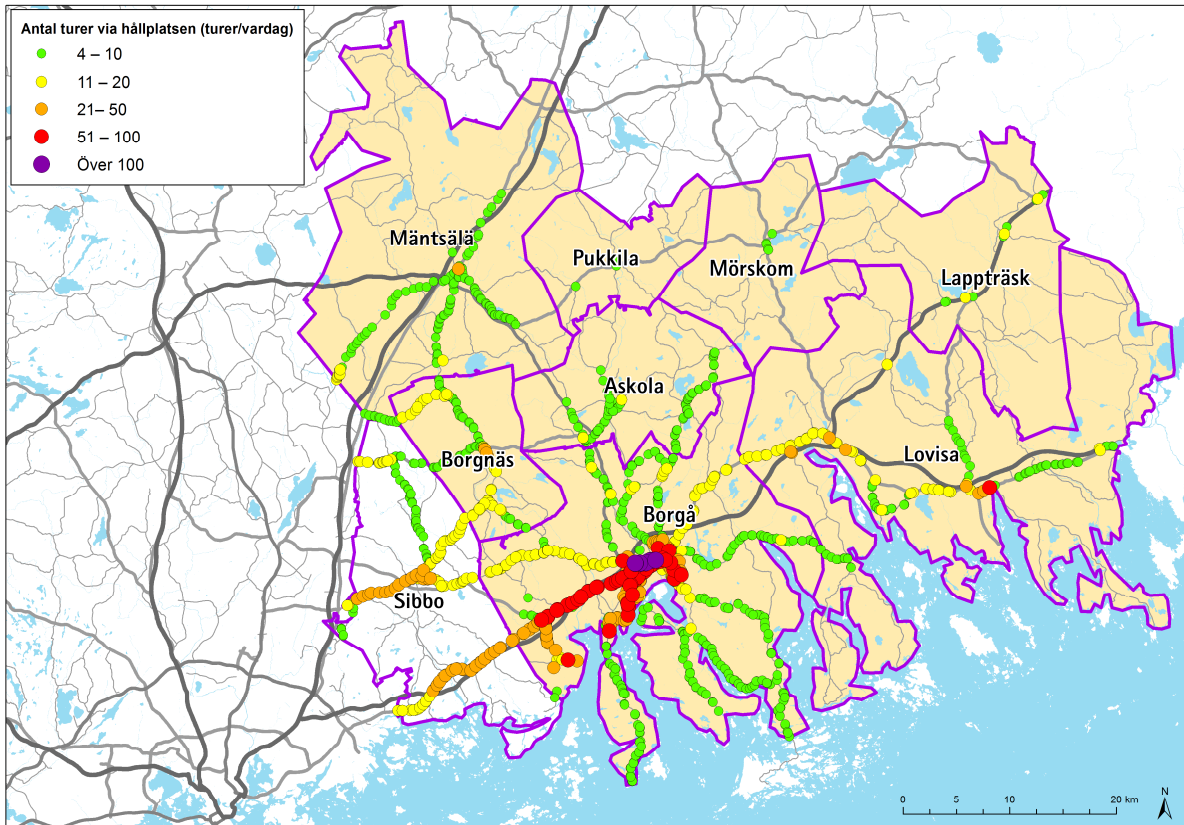 Antal turer via hållplatsen (turer/vardag)
4 – 10
11 – 20
21– 50
51 – 100
Över 100
Mäntsälä
Pukkila
Mörskom
Lappträsk
Askola
Borgnäs
Lovisa
Borgå
Sibbo
0 5 10 20 km
N